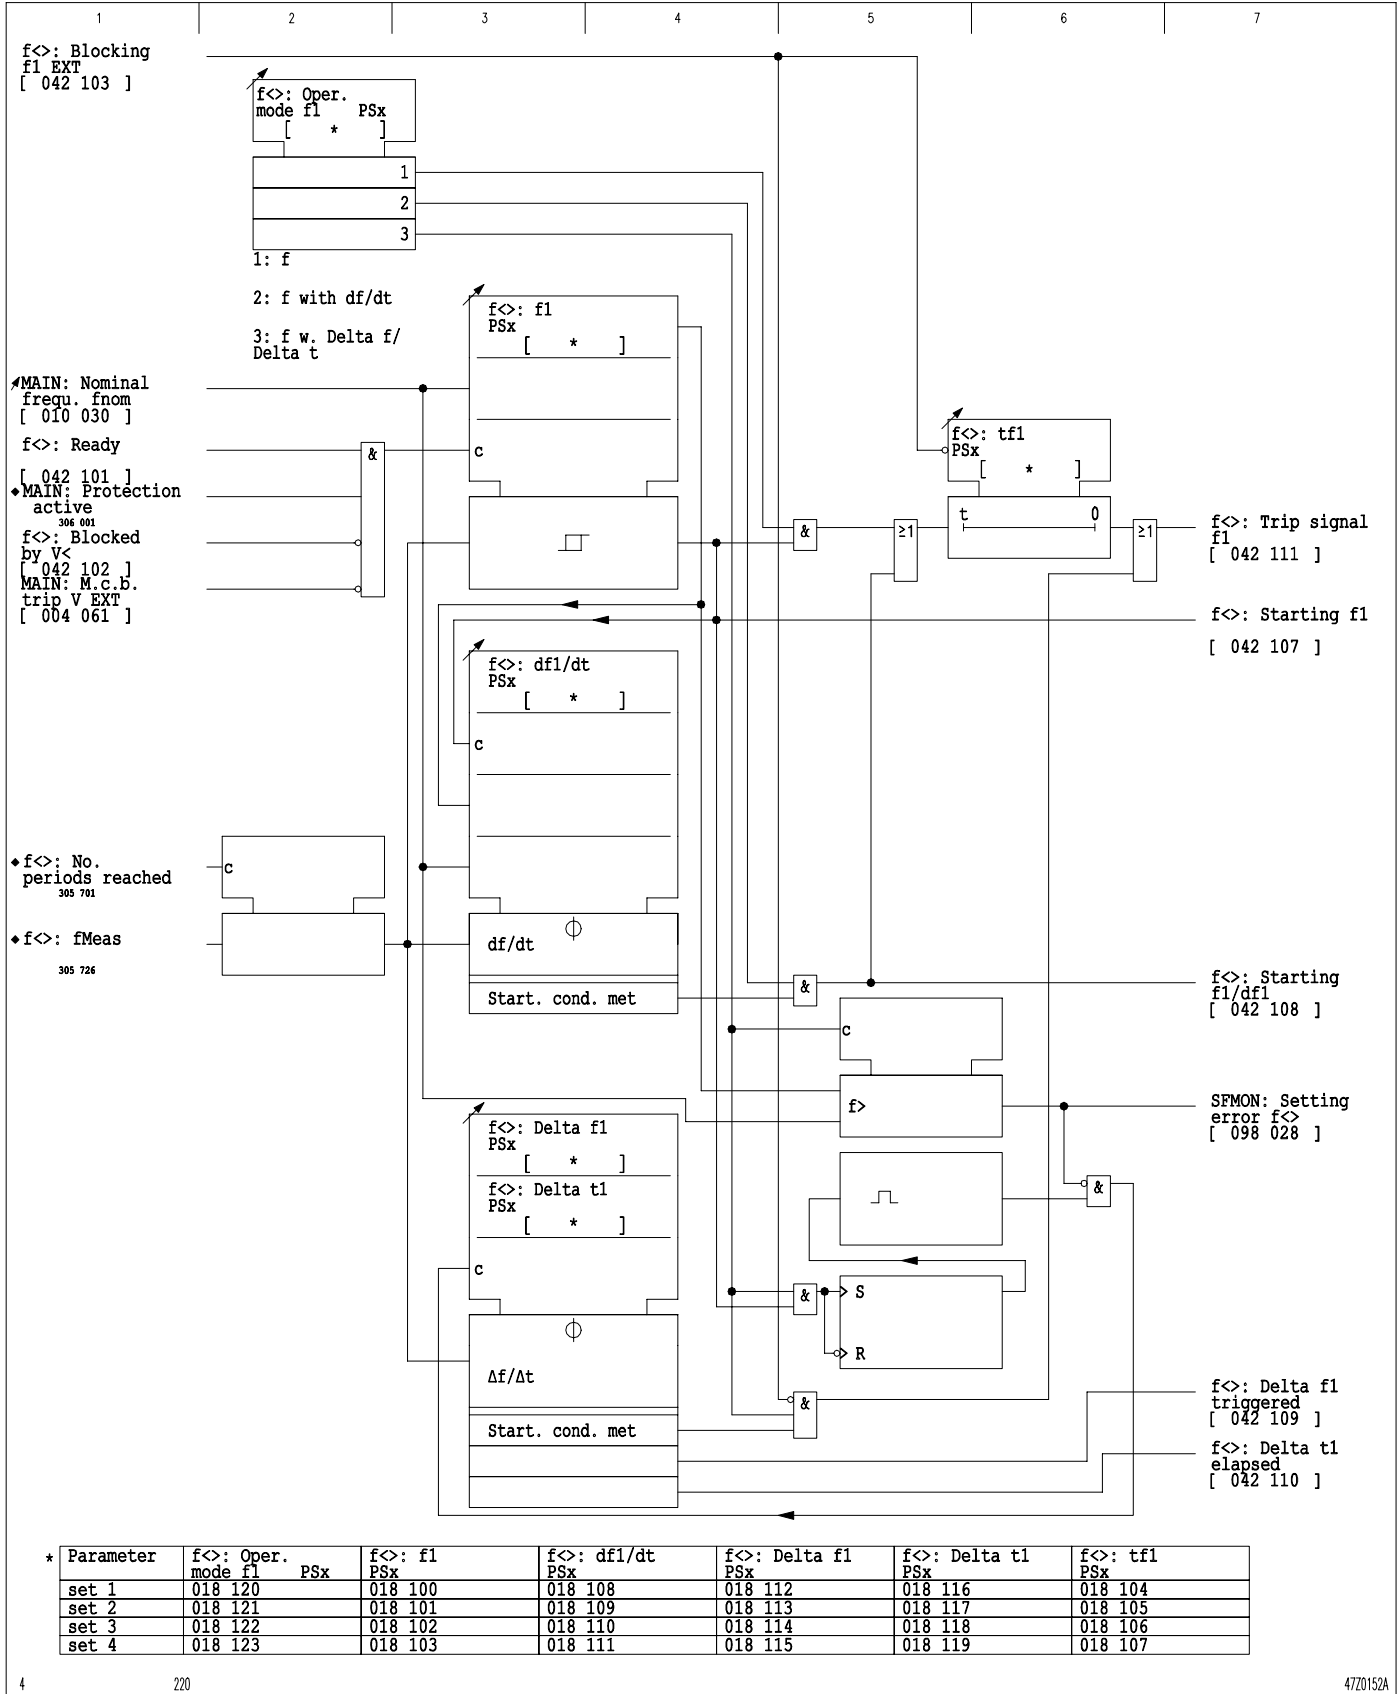 1 2 3 4 5 6 7
f<>: Blocking
f1 EXT
[ 042 103 ]
f<>: Oper.
mode f1 PSx
[ * ]
1
2
3
1: f
2: f with df/dt
3: f w. Delta f/
Delta t
f<>: f1
PSx
[ * ]
c
MAIN: Nominal
frequ. fnom
[ 010 030 ]
f<>: Ready
[ 042 101 ]
MAIN: Protection
active
306 001
f<>: Blocked
by V<
[ 042 102 ]
MAIN: M.c.b.
trip V EXT
[ 004 061 ]
&
f<>: tf1
PSx
[ * ]
t 0
&
≥1
≥1
f<>: Trip signal
f1
[ 042 111 ]
f<>: Starting f1
[ 042 107 ]
f<>: df1/dt
PSx
[ * ]
c
f<>: No.
periods reached
305 701
c
f<>: fMeas
305 726
df/dt
Start. cond. met
&
f<>: Starting
f1/df1
[ 042 108 ]
c
f>
SFMON: Setting
error f<>
[ 098 028 ]
f<>: Delta f1
PSx
[ * ]
f<>: Delta t1
PSx
[ * ]
c
&
&
S
R
Δf/Δt
Start. cond. met
&
f<>: Delta f1
triggered
[ 042 109 ]
f<>: Delta t1
elapsed
[ 042 110 ]
* Parameter f<>: Oper. mode f1 PSx f<>: f1 PSx f<>: df1/dt PSx f<>: Delta f1 PSx f<>: Delta t1 PSx f<>: tf1 PSx
set 1 018 120 018 100 018 108 018 112 018 116 018 104
set 2 018 121 018 101 018 109 018 113 018 117 018 105
set 3 018 122 018 102 018 110 018 114 018 118 018 106
set 4 018 123 018 103 018 111 018 115 018 119 018 107
4 220 47Z0152A